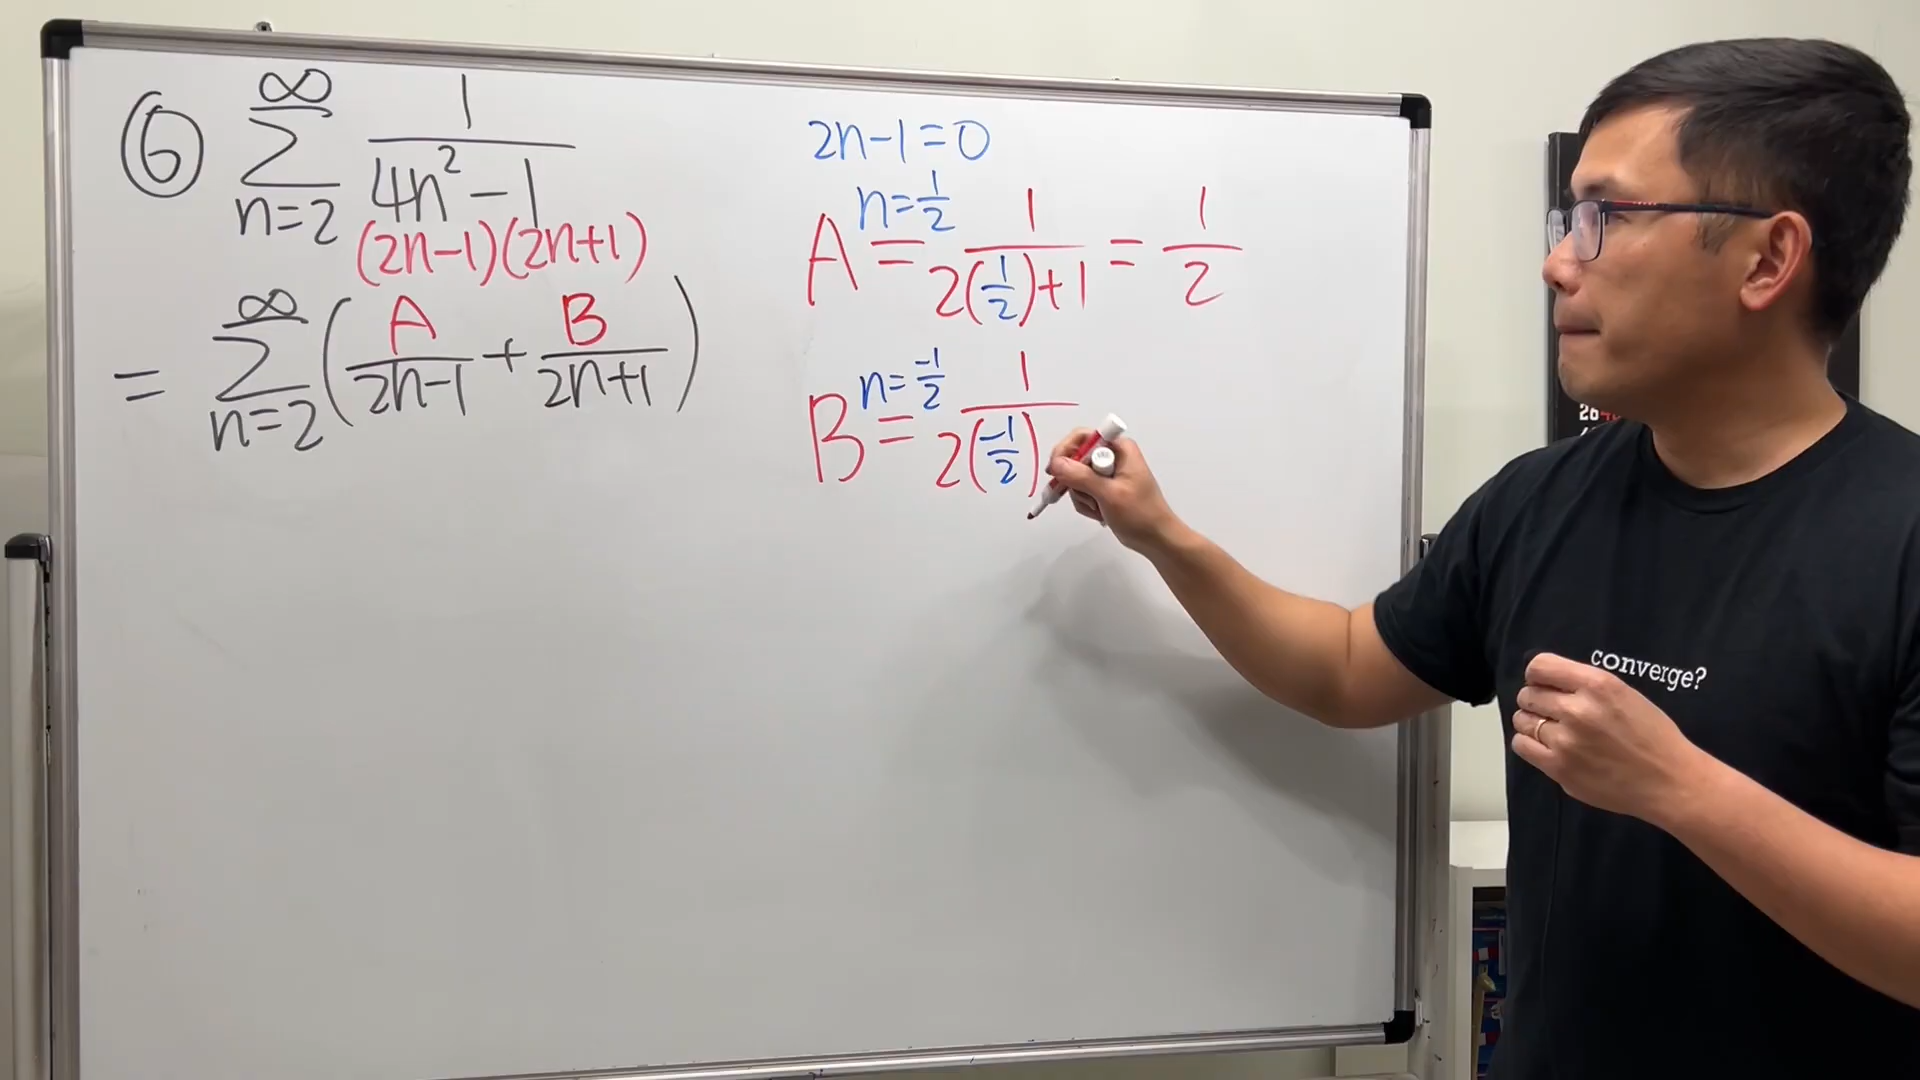 ⑥ ∞ Σ n=2 1/(4n² - 1)
(2n-1)(2n+1)
= ∞ Σ n=2 (A/(2n-1) + B/(2n+1))
2n-1=0
n=1/2
A = 1/(2(1/2)+1) = 1/2
n=-1/2
B = 1/(2(-1/2)
converge?
26